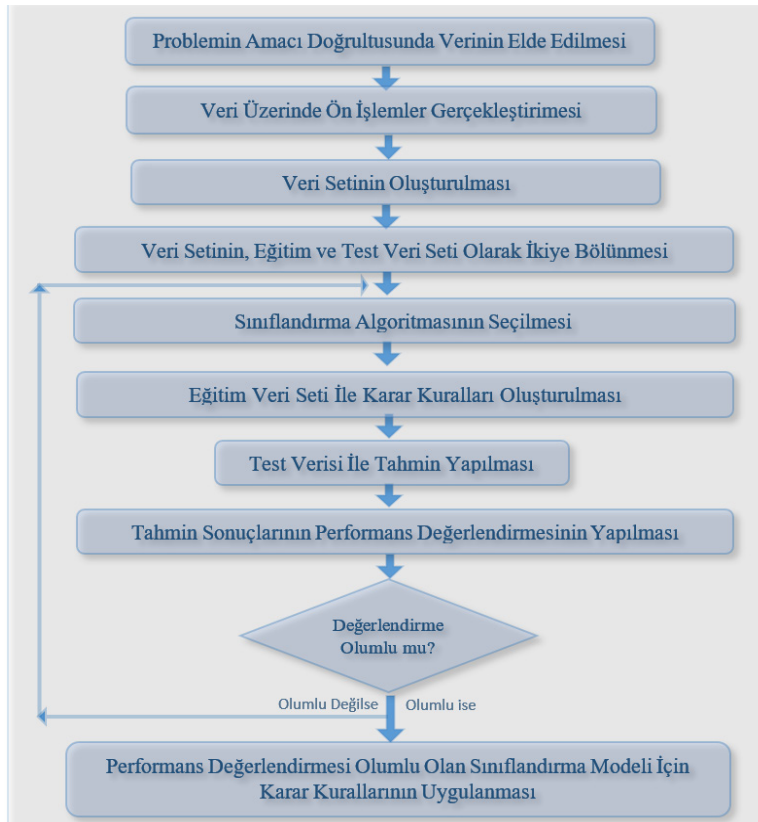 Problemin Amacı Doğrultusunda Verinin Elde Edilmesi
Veri Üzerinde Ön İşlemler Gerçekleştirimesi
Veri Setinin Oluşturulması
Veri Setinin, Eğitim ve Test Veri Seti Olarak İkiye Bölünmesi
Sınıflandırma Algoritmasının Seçilmesi
Eğitim Veri Seti İle Karar Kuralları Oluşturulması
Test Verisi İle Tahmin Yapılması
Tahmin Sonuçlarının Performans Değerlendirmesinin Yapılması
Değerlendirme
Olumlu mu?
Olumlu Değilse
Olumlu ise
Performans Değerlendirmesi Olumlu Olan Sınıflandırma Modeli İçin
Karar Kurallarının Uygulanması